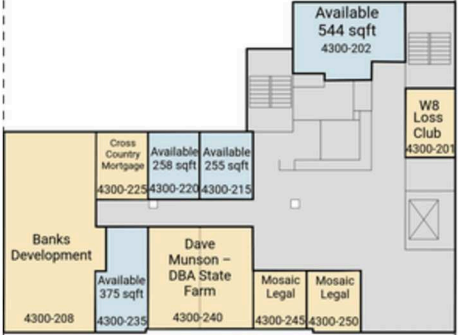 Available
544 sqft
4300-202
W8
Loss
Club
4300-201
Cross
Country
Mortgage
4300-225
Available
258 sqft
4300-220
Available
255 sqft
4300-215
Banks
Development
4300-208
Available
375 sqft
4300-235
Dave
Munson –
DBA State
Farm
4300-240
Mosaic
Legal
4300-245
Mosaic
Legal
4300-250